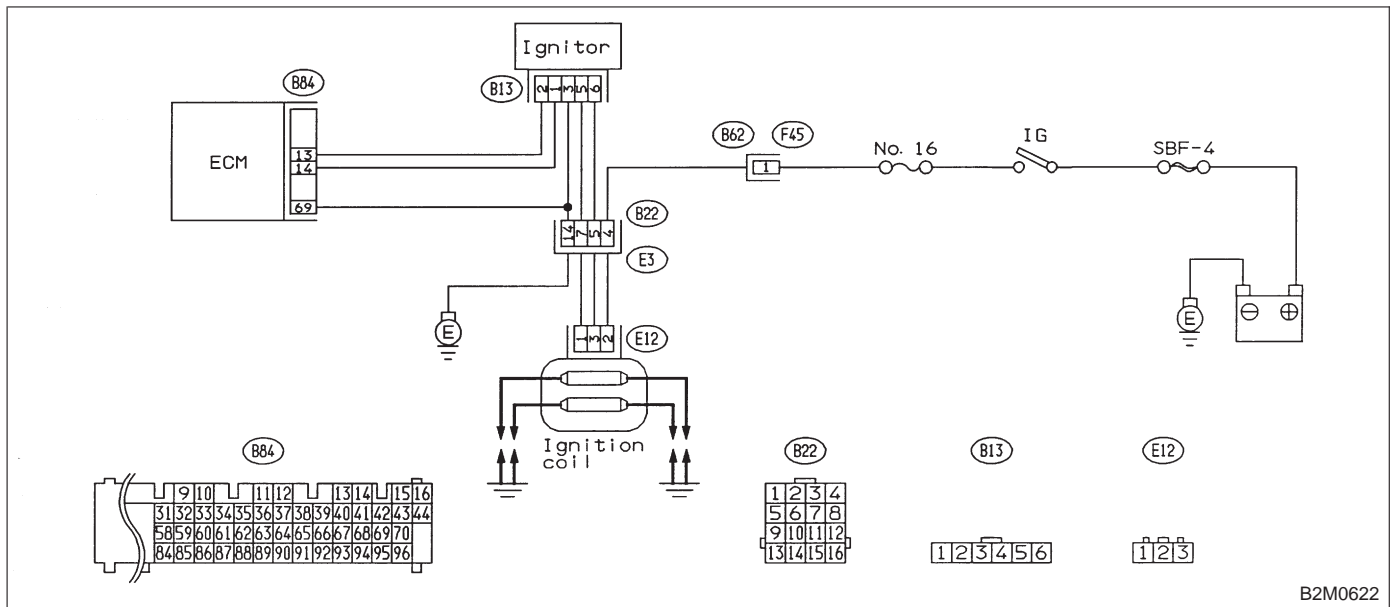 Ignitor
B84
B13
2 1 3 5 6
B62 F45
IG
No. 16
SBF-4
ECM
13
14
1
69
B22
14 7 5 4
E3
E
E
⊖ ⊕
E12
1 3 2
Ignition
coil
B84
B22
B13
E12
9 10 11 12 13 14 15 16
31 32 33 34 35 36 37 38 39 40 41 42 43 44
58 59 60 61 62 63 64 65 66 67 68 69 70
84 85 86 87 88 89 90 91 92 93 94 95 96
1 2 3 4
5 6 7 8
9 10 11 12
13 14 15 16
1 2 3 4 5 6
1 2 3
B2M0622